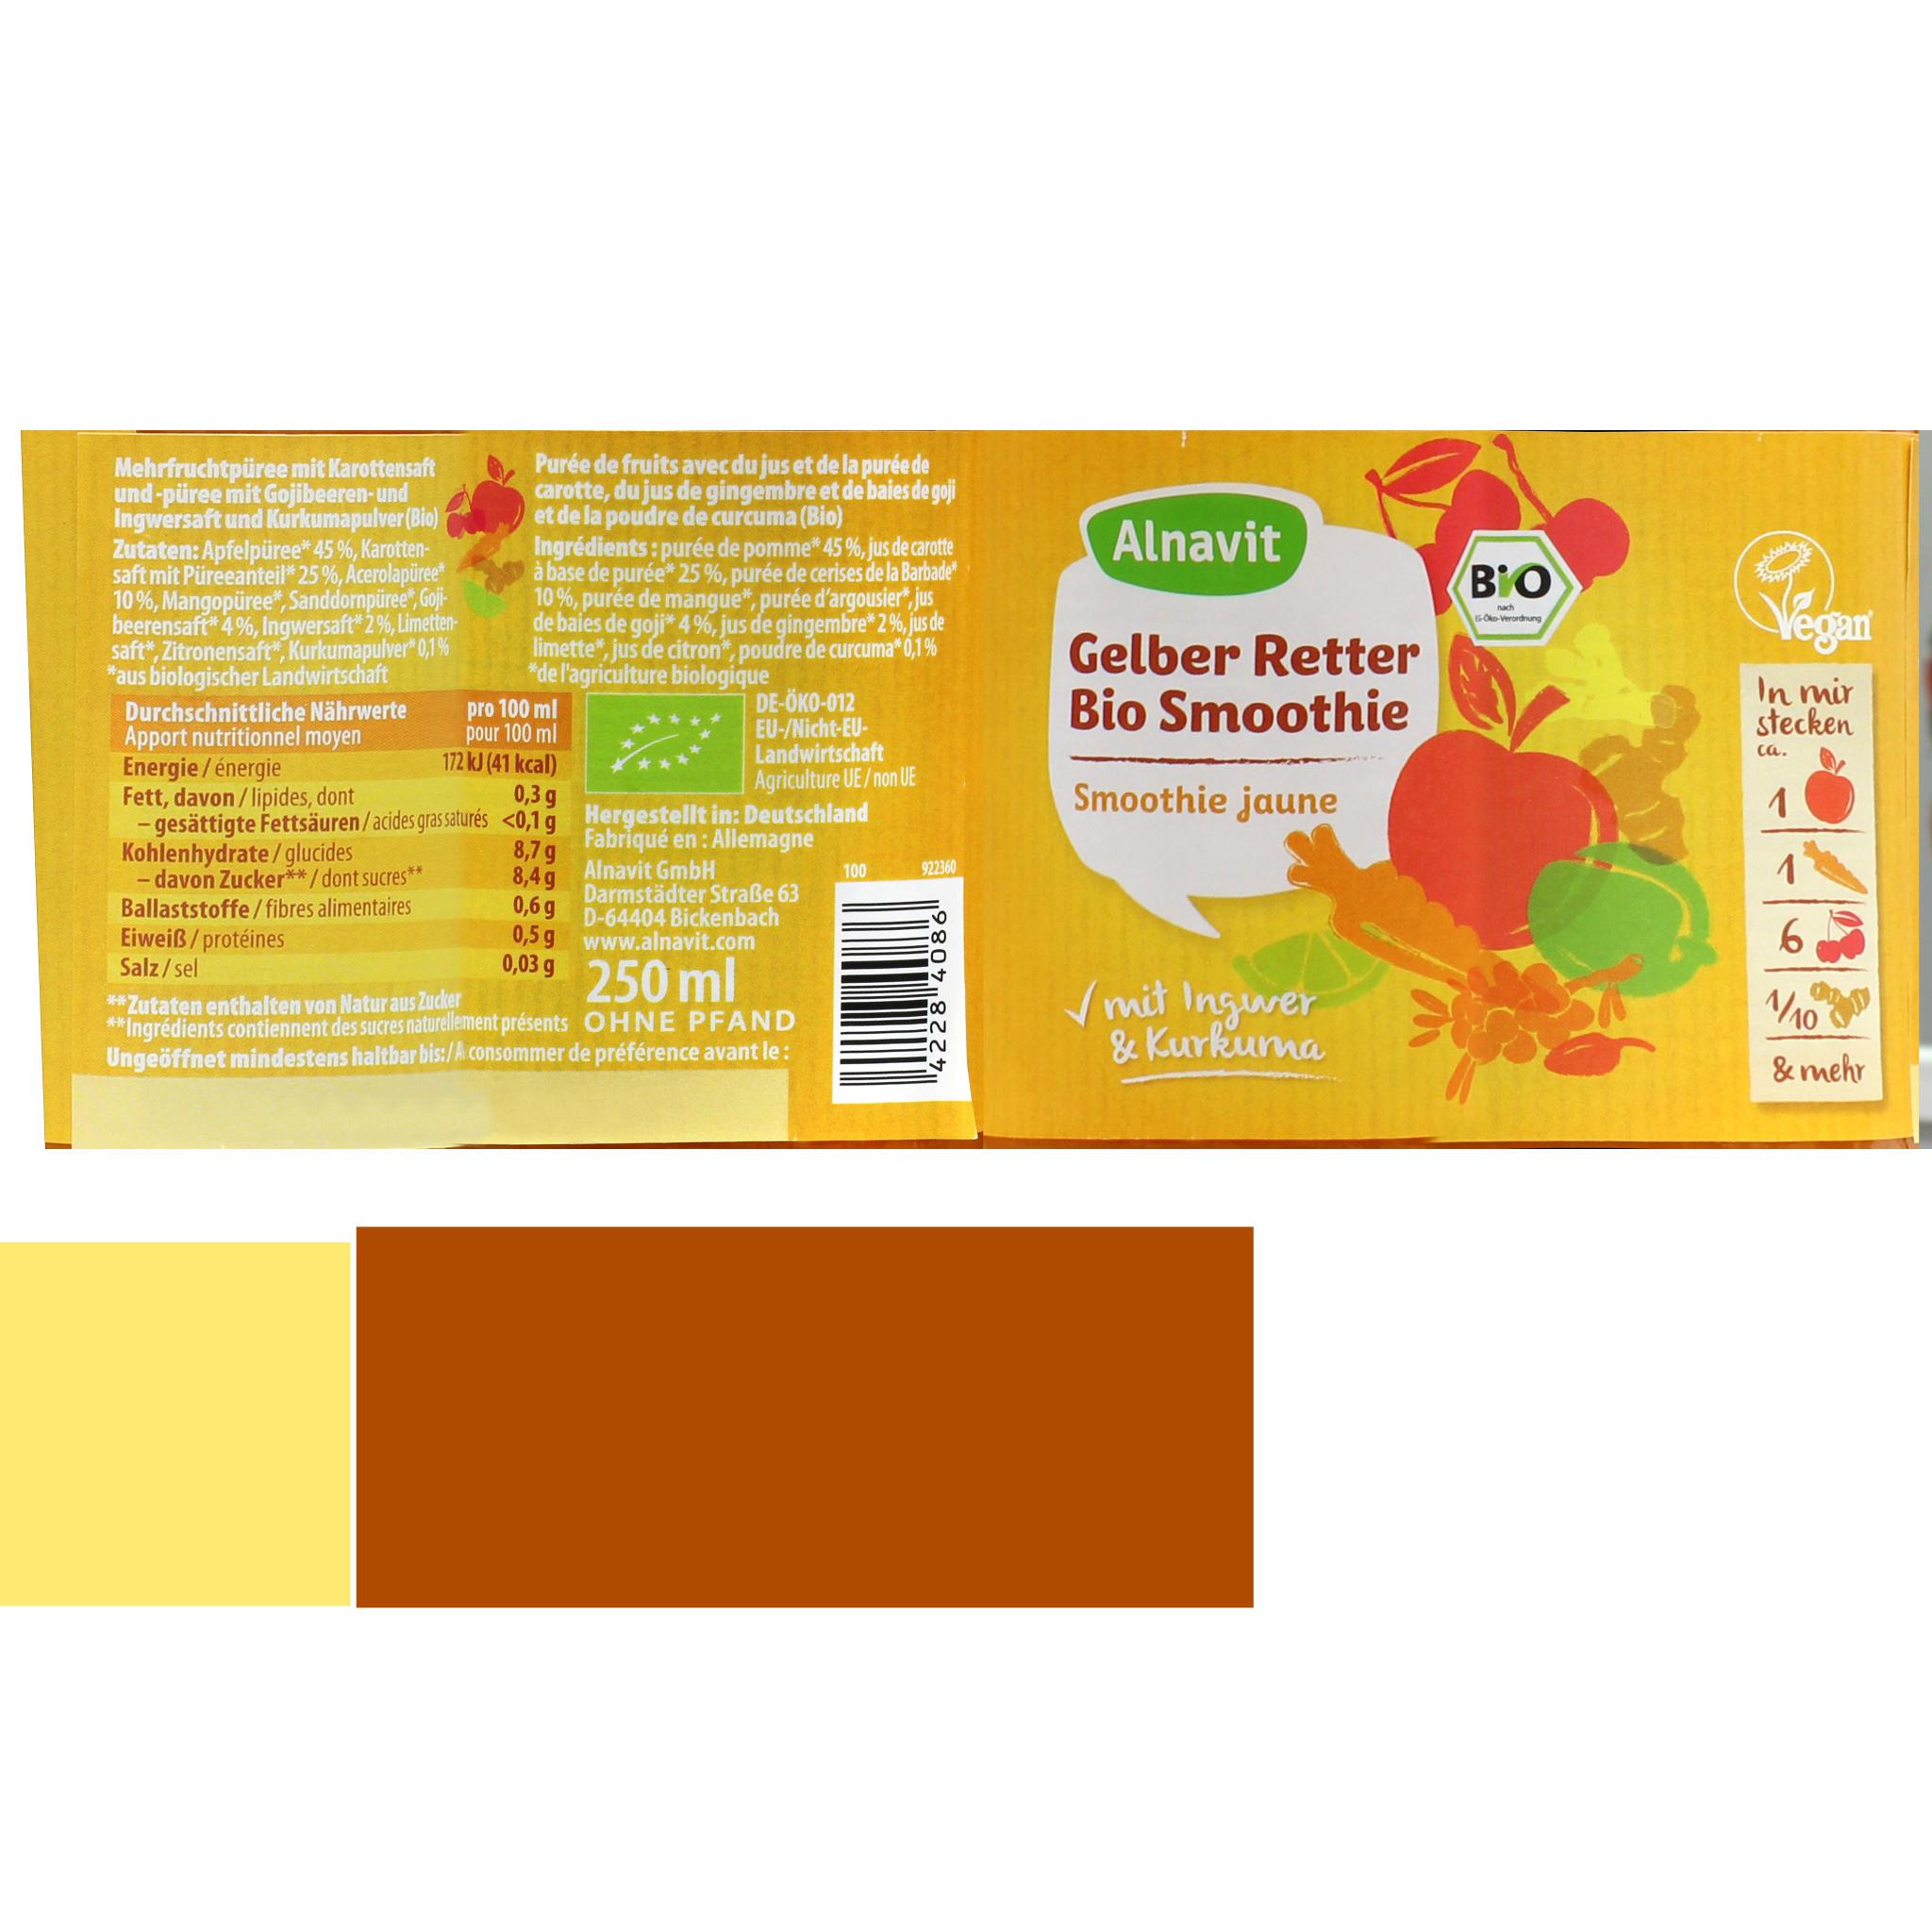 Mehrfruchtpüree mit Karottensaft
und -püree mit Gojibeeren- und
Ingwersaft und Kurkumapulver (Bio)
Zutaten: Apfelpüree* 45 %, Karotten-
saft mit Püreeanteil* 25 %, Acerolapüree*
10 %, Mangopüree*, Sanddornpüree*, Goji-
beerensaft* 4 %, Ingwersaft* 2 %, Limetten-
saft*, Zitronensaft*, Kurkumapulver* 0,1 %
*aus biologischer Landwirtschaft
Durchschnittliche Nährwerte pro 100 ml
Apport nutritionnel moyen pour 100 ml
Energie / énergie 172 kJ (41 kcal)
Fett, davon / lipides, dont 0,3 g
– gesättigte Fettsäuren / acides gras saturés <0,1 g
Kohlenhydrate / glucides 8,7 g
– davon Zucker** / dont sucres** 8,4 g
Ballaststoffe / fibres alimentaires 0,6 g
Eiweiß / protéines 0,5 g
Salz / sel 0,03 g
**Zutaten enthalten von Natur aus Zucker
**Ingrédients contiennent des sucres naturellement présents
Ungeöffnet mindestens haltbar bis: / A consommer de préférence avant le :
Purée de fruits avec du jus et de la purée de
carotte, du jus de gingembre et de baies de goji
et de la poudre de curcuma (Bio)
Ingrédients : purée de pomme* 45 %, jus de carotte
à base de purée* 25 %, purée de cerises de la Barbade*
10 %, purée de mangue*, purée d'argousier*, jus
de baies de goji* 4 %, jus de gingembre* 2 %, jus de
limette*, jus de citron*, poudre de curcuma* 0,1 %
*de l'agriculture biologique
DE-ÖKO-012
EU-/Nicht-EU-
Landwirtschaft
Agriculture UE / non UE
Hergestellt in: Deutschland
Fabriqué en : Allemagne
Alnavit GmbH
Darmstädter Straße 63
D-64404 Bickenbach
www.alnavit.com
250 ml
OHNE PFAND
100 922360
4228 4086
Alnavit
Gelber Retter
Bio Smoothie
Smoothie jaune
mit Ingwer
& Kurkuma
Bio
nach
EG-Öko-Verordnung
Vegan
In mir
stecken
ca.
1
1
6
1/10
& mehr